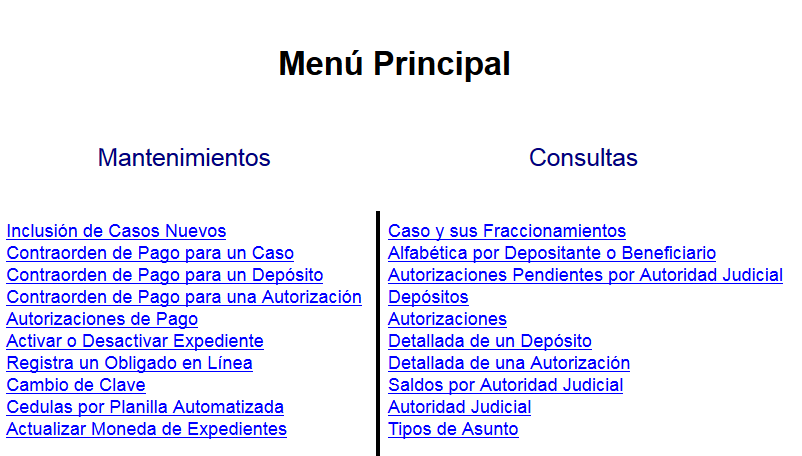 Menú Principal
Mantenimientos
Inclusión de Casos Nuevos
Contraorden de Pago para un Caso
Contraorden de Pago para un Depósito
Contraorden de Pago para una Autorización
Autorizaciones de Pago
Activar o Desactivar Expediente
Registra un Obligado en Línea
Cambio de Clave
Cedulas por Planilla Automatizada
Actualizar Moneda de Expedientes
Consultas
Caso y sus Fraccionamientos
Alfabética por Depositante o Beneficiario
Autorizaciones Pendientes por Autoridad Judicial
Depósitos
Autorizaciones
Detallada de un Depósito
Detallada de una Autorización
Saldos por Autoridad Judicial
Autoridad Judicial
Tipos de Asunto